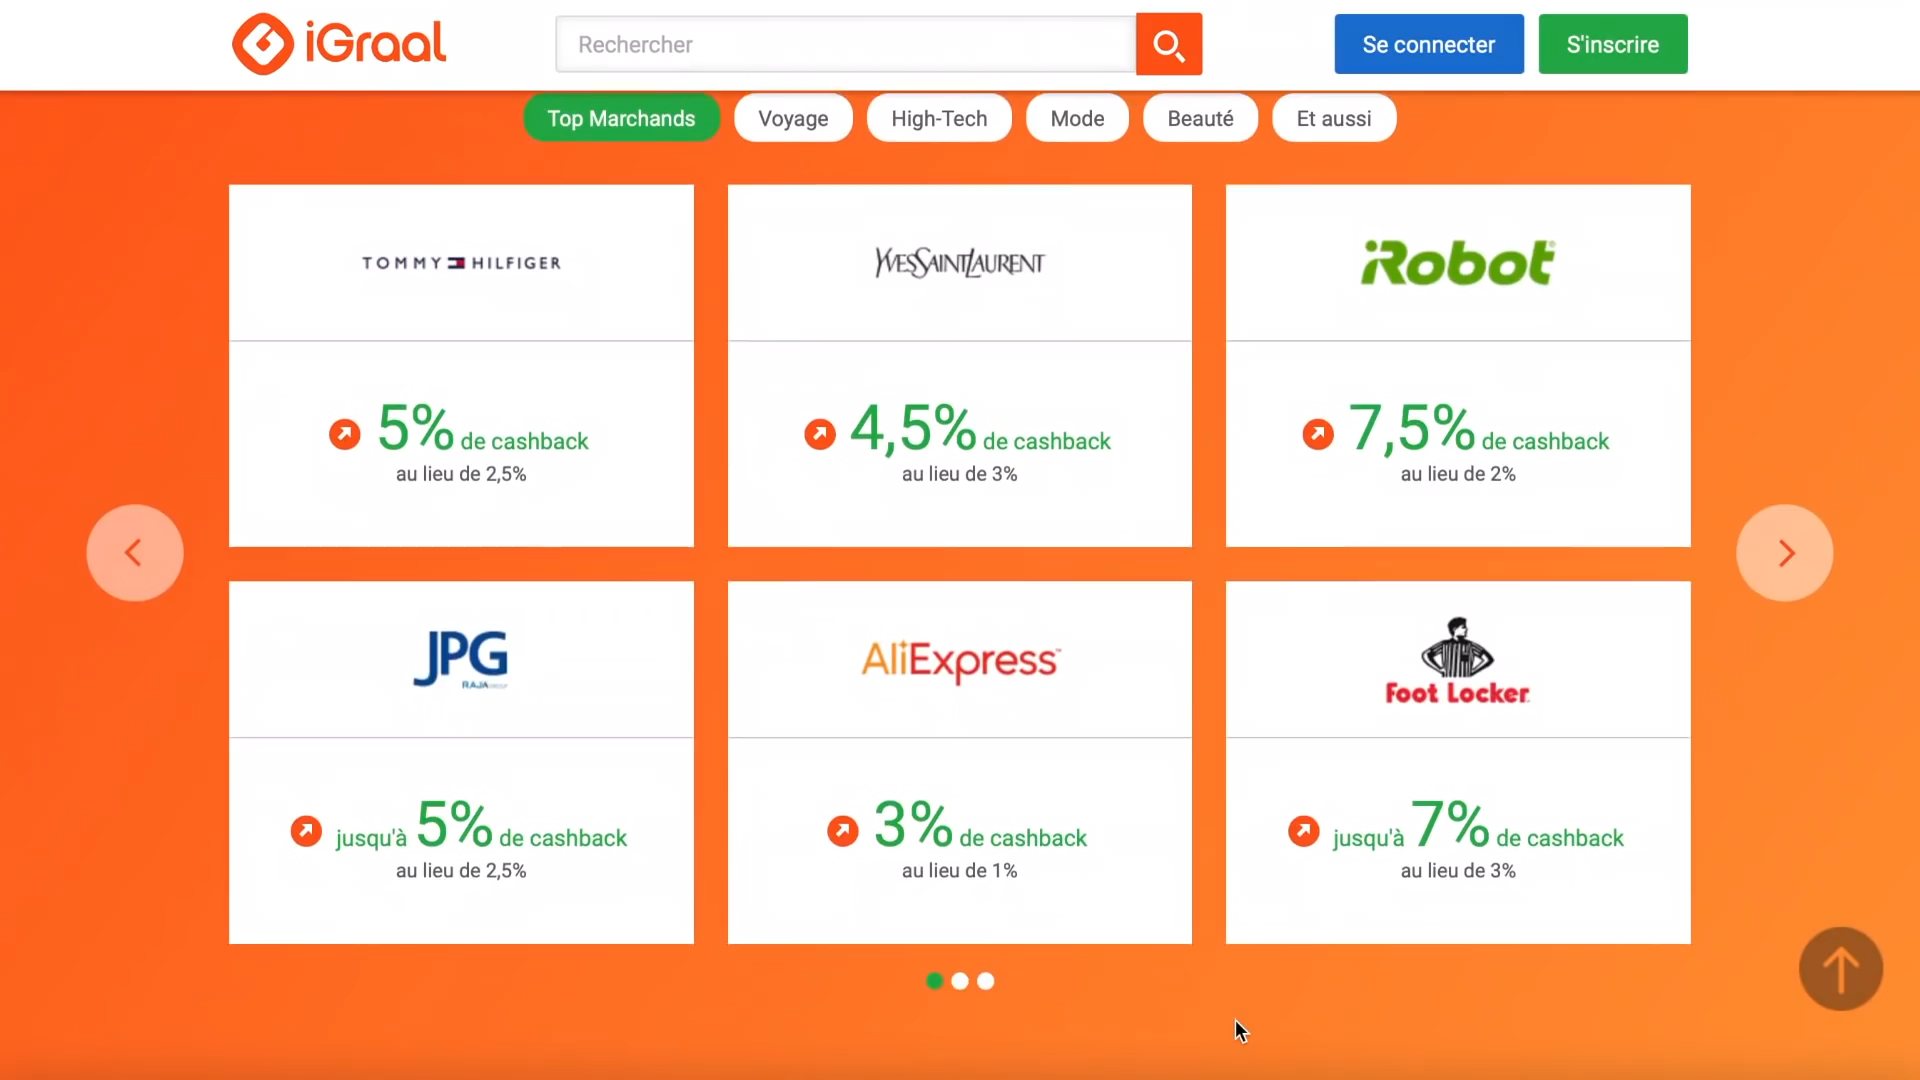 iGraal
Rechercher
Se connecter
S'inscrire
Top Marchands
Voyage
High-Tech
Mode
Beauté
Et aussi
TOMMY HILFIGER
YVESSAINTLAURENT
iRobot
5% de cashback
au lieu de 2,5%
4,5% de cashback
au lieu de 3%
7,5% de cashback
au lieu de 2%
JPG
RAJA
AliExpress
Foot Locker
jusqu'à 5% de cashback
au lieu de 2,5%
3% de cashback
au lieu de 1%
jusqu'à 7% de cashback
au lieu de 3%